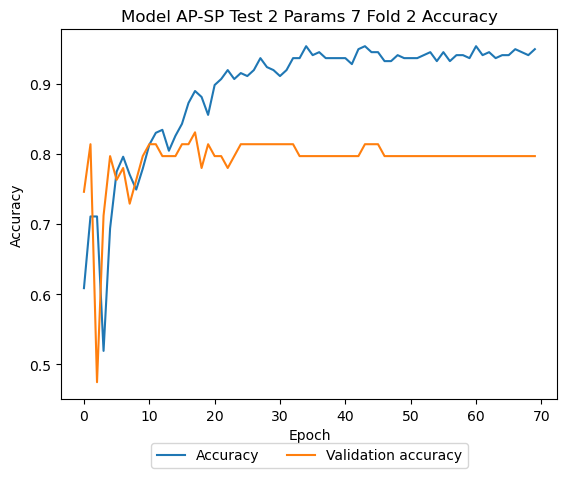 Model AP-SP Test 2 Params 7 Fold 2 Accuracy
0.9
0.8
0.7
0.6
0.5
Accuracy
0 10 20 30 40 50 60 70
Epoch
Accuracy Validation accuracy